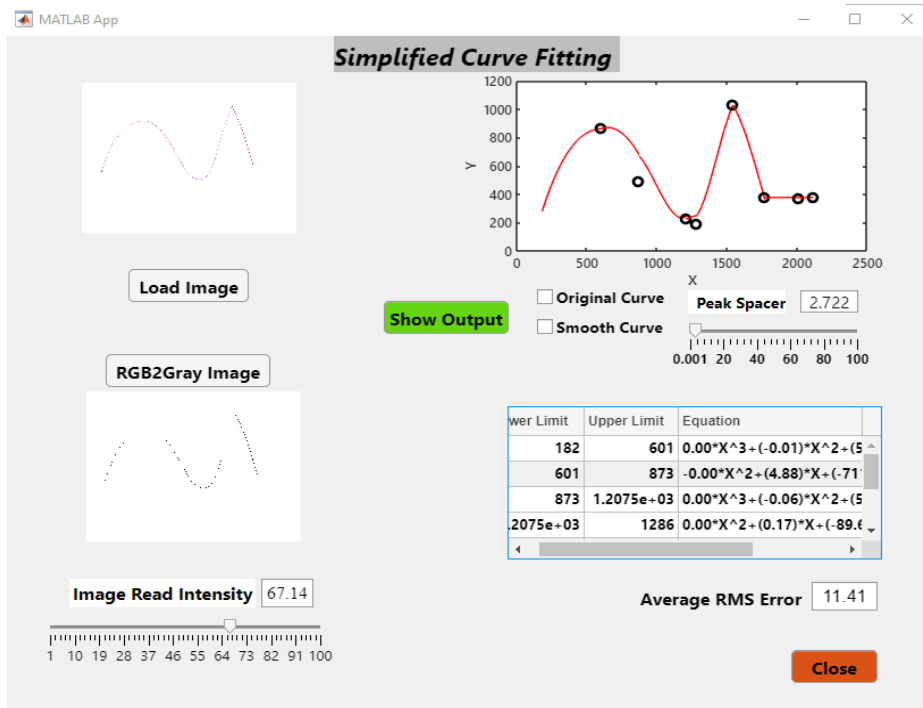 MATLAB App
Simplified Curve Fitting
1200
1000
800
600
400
200
0
Y
0 500 1000 1500 2000 2500
X
Load Image
Show Output
Original Curve
Smooth Curve
Peak Spacer 2.722
0.001 20 40 60 80 100
RGB2Gray Image
wer Limit Upper Limit Equation
182 601 0.00*X^3+(-0.01)*X^2+(5
601 873 -0.00*X^2+(4.88)*X+(-71
873 1.2075e+03 0.00*X^3+(-0.06)*X^2+(5
.2075e+03 1286 0.00*X^2+(0.17)*X+(-89.6
Image Read Intensity 67.14
1 10 19 28 37 46 55 64 73 82 91 100
Average RMS Error 11.41
Close